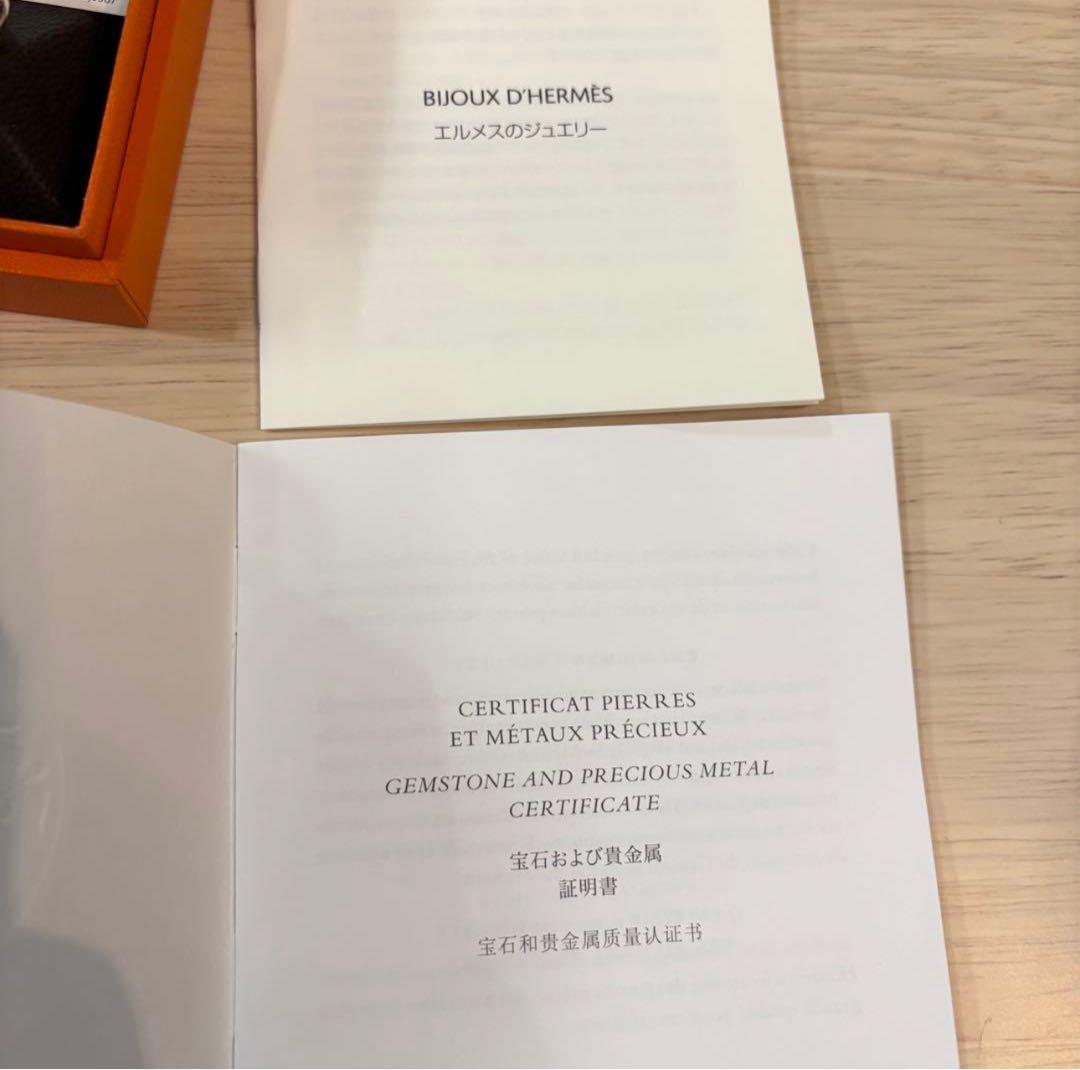 BIJOUX D'HERMÈS
エルメスのジュエリー
CERTIFICAT PIERRES
ET MÉTAUX PRÉCIEUX
GEMSTONE AND PRECIOUS METAL
CERTIFICATE
宝石および貴金属
証明書
宝石和贵金属质量认证书